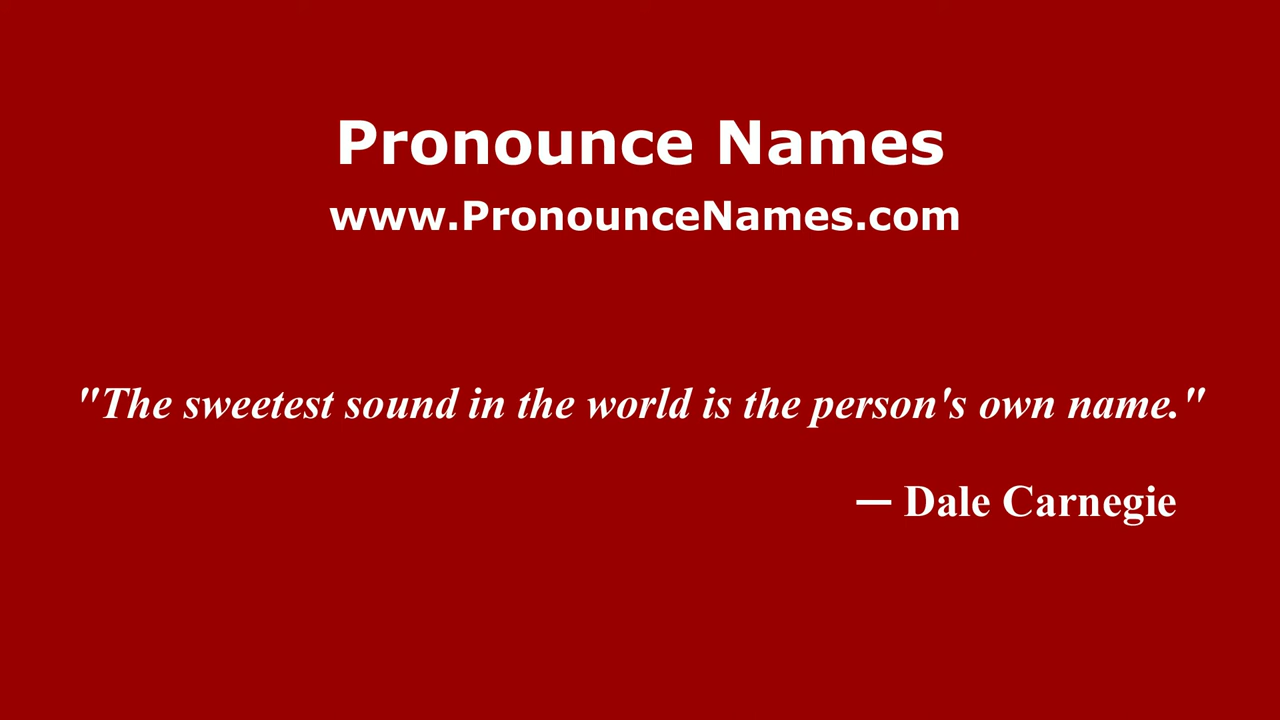 Pronounce Names
www.PronounceNames.com
"The sweetest sound in the world is the person's own name."
— Dale Carnegie